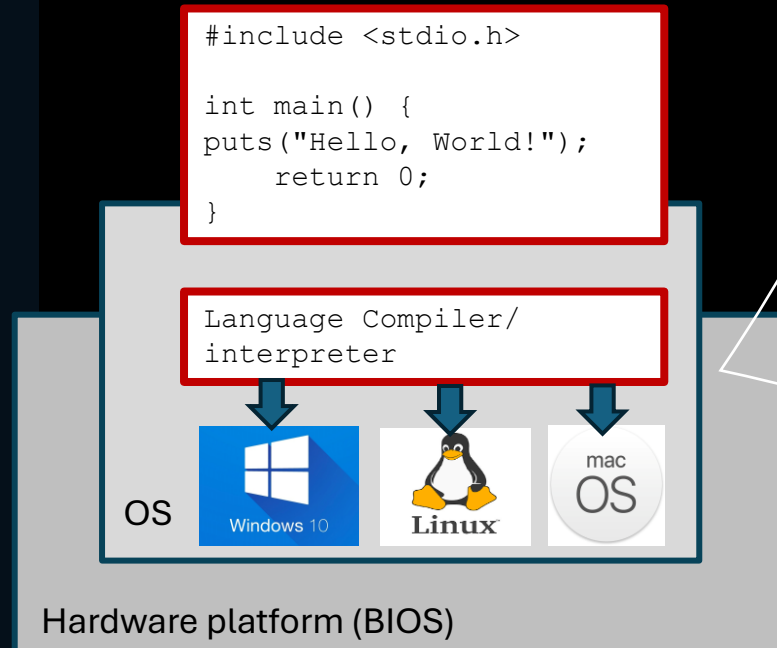 #include <stdio.h>
int main() {
puts("Hello, World!");
    return 0;
}
Language Compiler/
interpreter
OS
Windows 10
Linux
mac
OS
Hardware platform (BIOS)